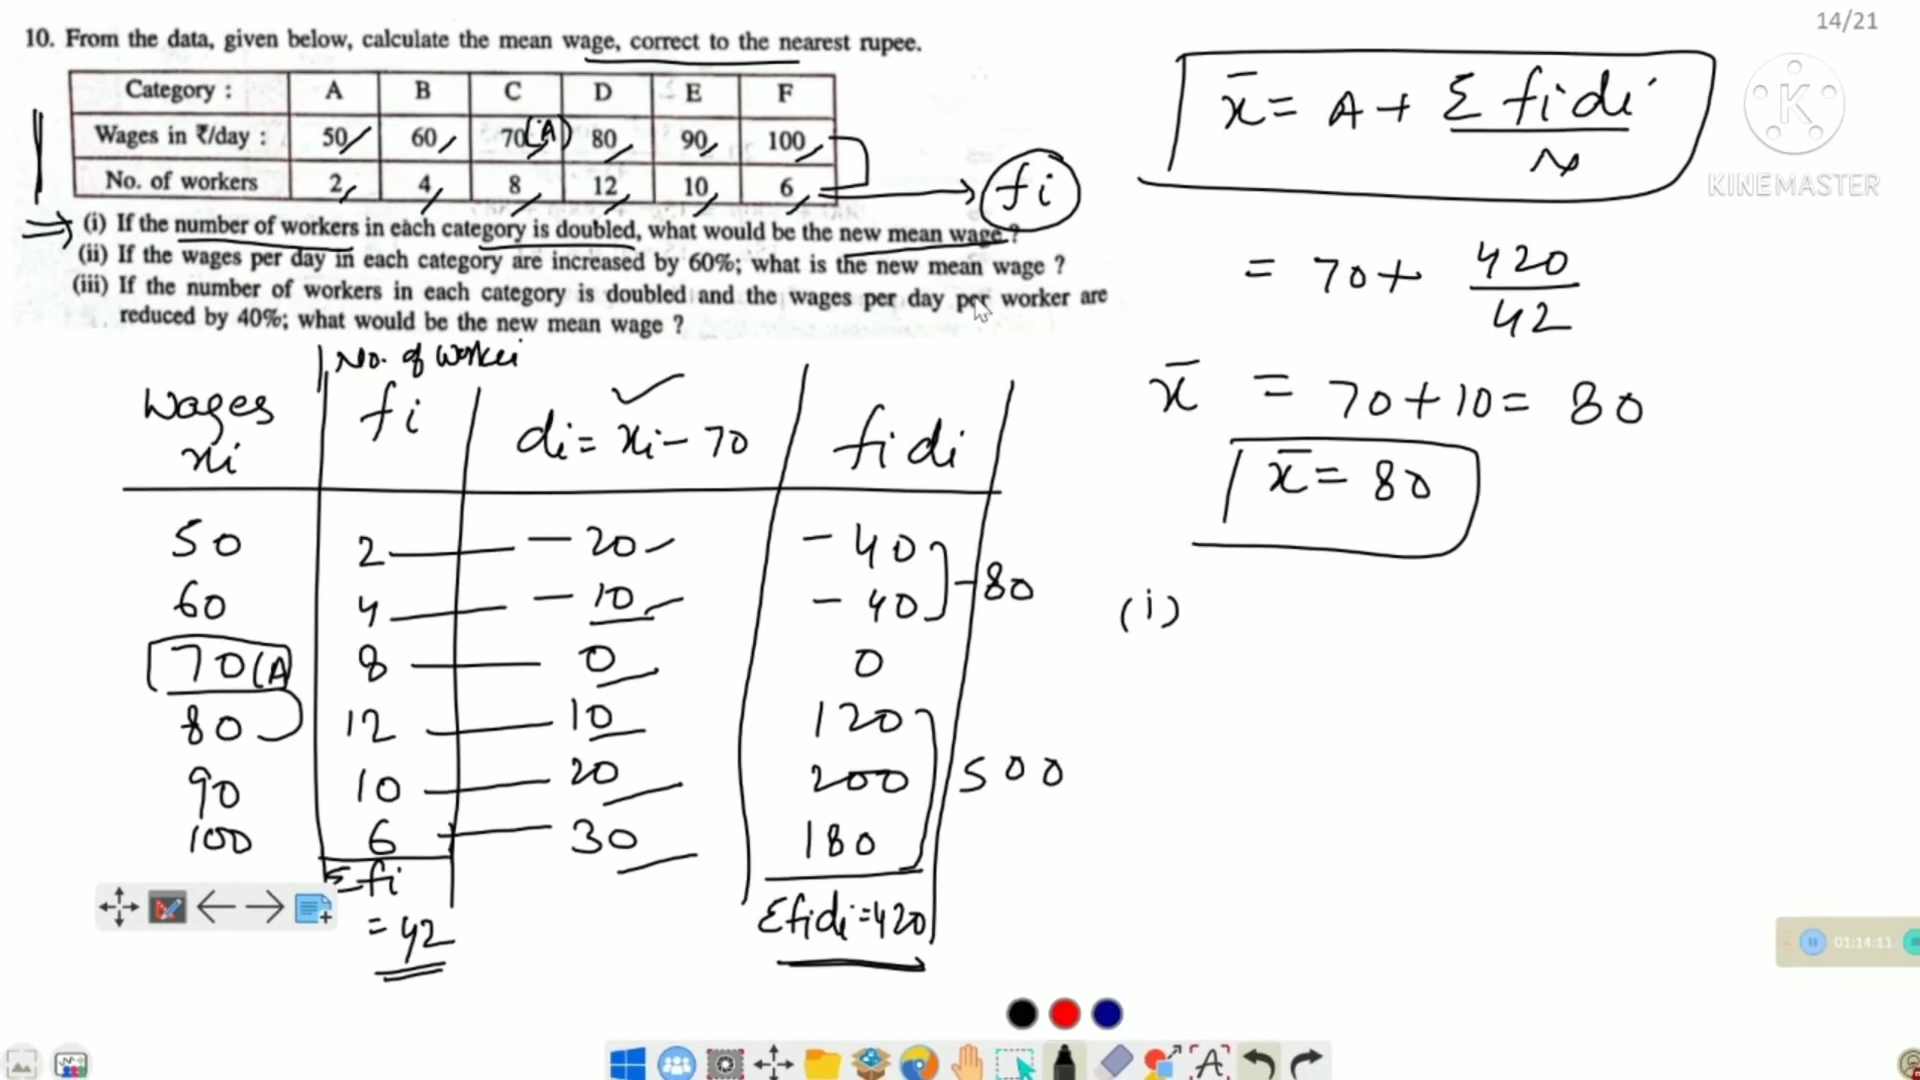 14/21
10. From the data, given below, calculate the mean wage, correct to the nearest rupee.
Category : A B C D E F
Wages in ₹/day : 50 60 70 (A) 80 90 100
No. of workers 2 4 8 12 10 6
fi
(i) If the number of workers in each category is doubled, what would be the new mean wage ?
(ii) If the wages per day in each category are increased by 60%; what is the new mean wage ?
(iii) If the number of workers in each category is doubled and the wages per day per worker are
reduced by 40%; what would be the new mean wage ?
x̄ = A + Σ fidi / N
KINEMASTER
= 70 + 420 / 42
x̄ = 70 + 10 = 80
x̄ = 80
(i)
No. of worker
Wages xi fi di = xi - 70 fidi
50 2 - 20 - 40
60 4 - 10 - 40
- 80
70(A) 8 0 0
80 12 10 120
90 10 20 200
500
100 6 30 180
Σfi = 42
Σfidi = 420
01:14:11